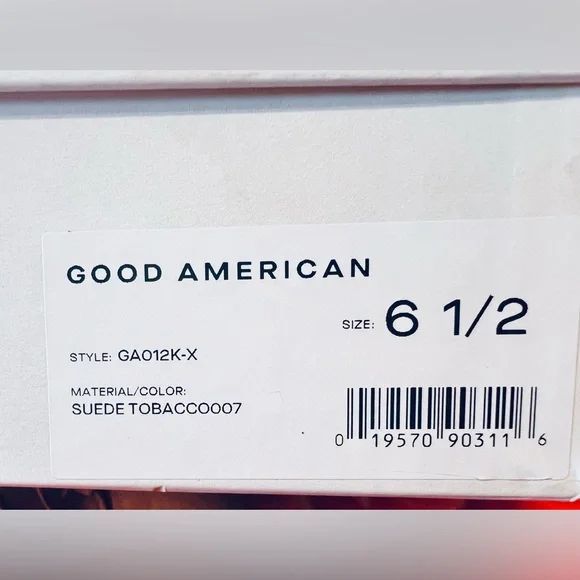 GOOD AMERICAN
SIZE: 6 1/2
STYLE: GA012K-X
MATERIAL/COLOR:
SUEDE TOBACCO007
0 19570 90311 6